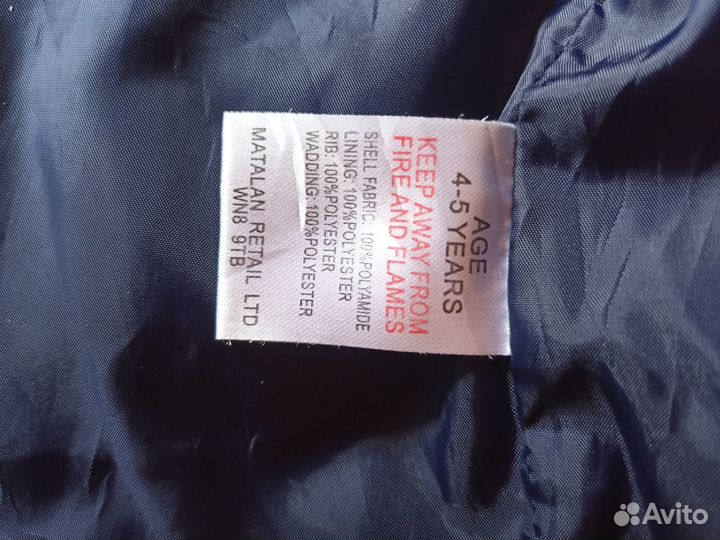 AGE
4-5 YEARS
KEEP AWAY FROM
FIRE AND FLAMES
SHELL FABRIC: 100%POLYAMIDE
LINING: 100%POLYESTER
RIB: 100%POLYESTER
WADDING: 100%POLYESTER
MATALAN RETAIL LTD
WN8 9TB
Avito